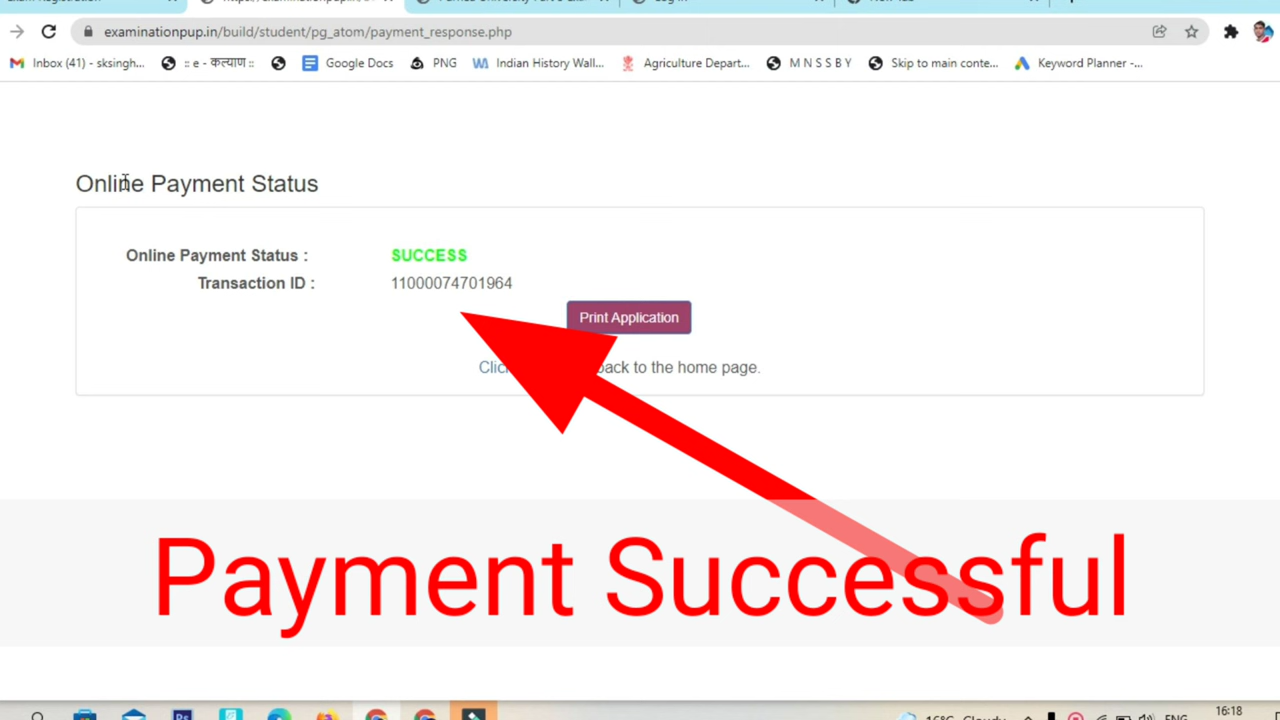 examinationpup.in/build/student/pg_atom/payment_response.php
Inbox (41) - sksingh... :: e - कल्याण :: Google Docs PNG Indian History Wall... Agriculture Depart... M N S S B Y Skip to main conte... Keyword Planner -...
Online Payment Status
Online Payment Status : SUCCESS
Transaction ID : 11000074701964
Print Application
back to the home page.
Payment Successful
16:18